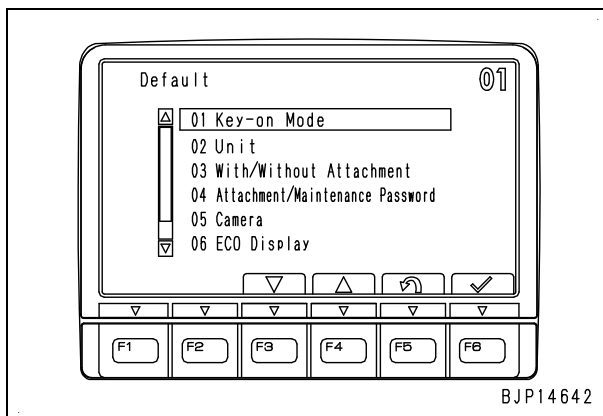 Default
01
01 Key-on Mode
02 Unit
03 With/Without Attachment
04 Attachment/Maintenance Password
05 Camera
06 ECO Display
F1 F2 F3 F4 F5 F6
BJP14642